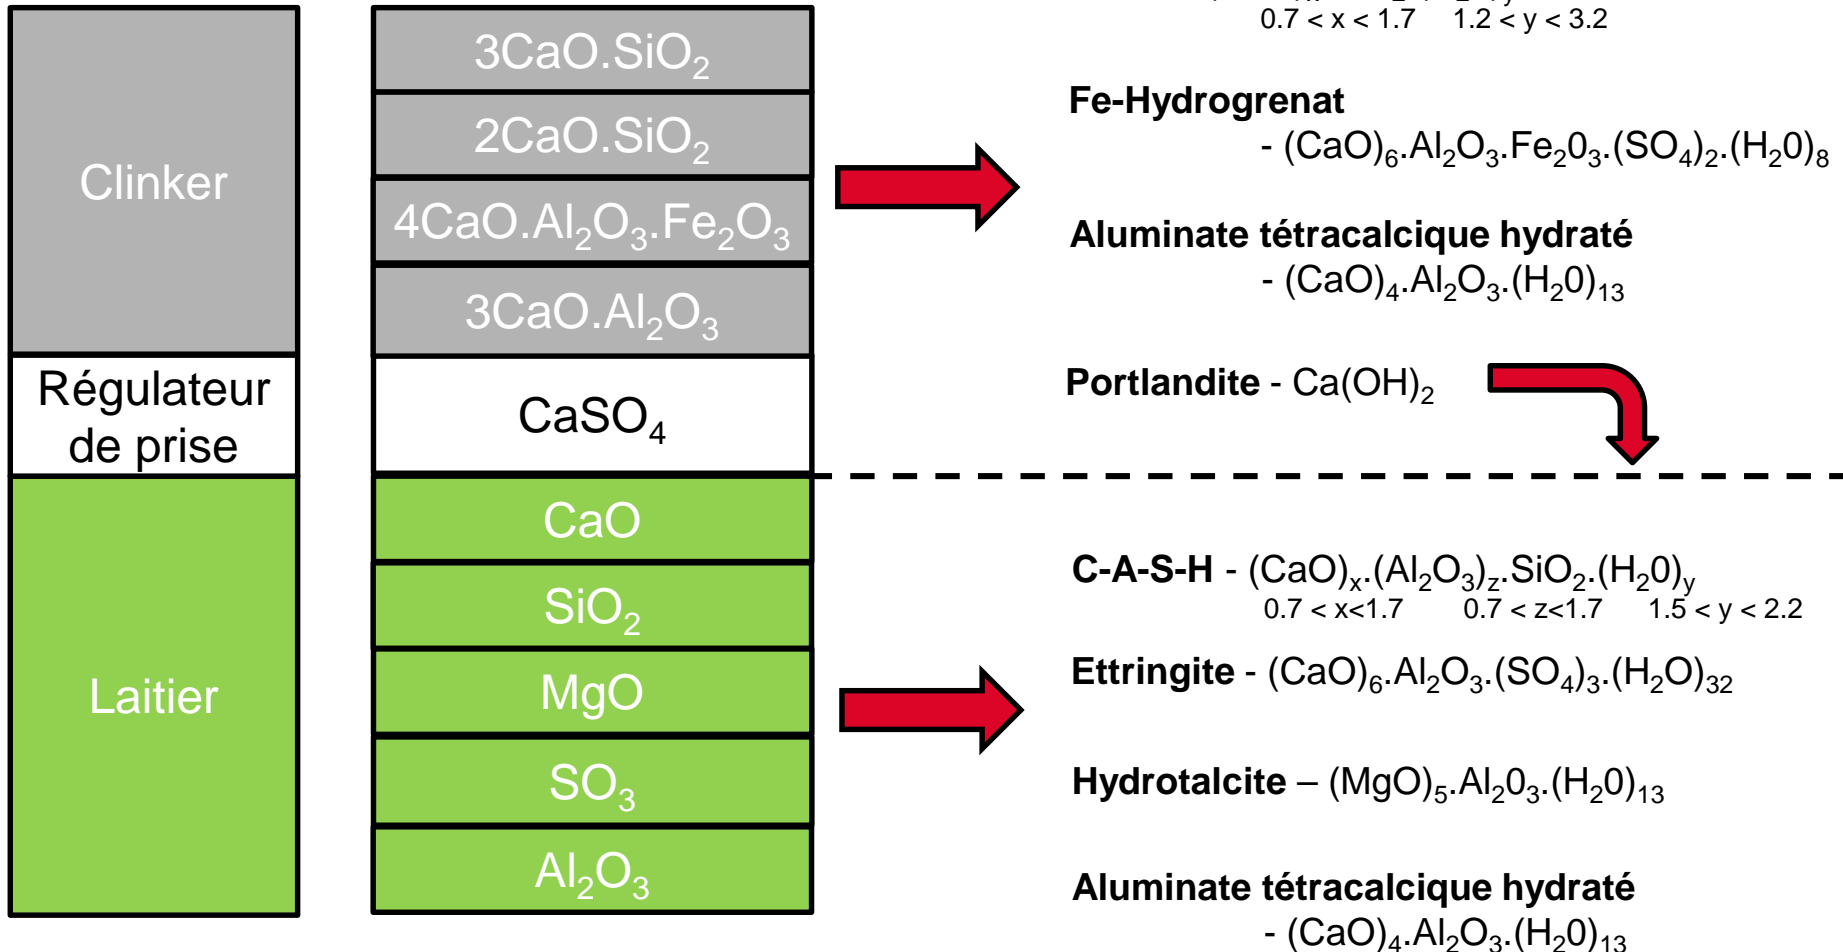 0.7 < x < 1.7 1.2 < y < 3.2
Clinker
3CaO.SiO₂
2CaO.SiO₂
4CaO.Al₂O₃.Fe₂O₃
3CaO.Al₂O₃
Fe-Hydrogrenat
- (CaO)₆.Al₂O₃.Fe₂0₃.(SO₄)₂.(H₂0)₈
Aluminate tétracalcique hydraté
- (CaO)₄.Al₂O₃.(H₂0)₁₃
Régulateur
de prise
CaSO₄
Portlandite - Ca(OH)₂
Laitier
CaO
SiO₂
MgO
SO₃
Al₂O₃
C-A-S-H - (CaO)ₓ.(Al₂O₃)z.SiO₂.(H₂0)y
0.7 < x<1.7 0.7 < z<1.7 1.5 < y < 2.2
Ettringite - (CaO)₆.Al₂O₃.(SO₄)₃.(H₂O)₃₂
Hydrotalcite – (MgO)₅.Al₂0₃.(H₂0)₁₃
Aluminate tétracalcique hydraté
- (CaO)₄.Al₂O₃.(H₂0)₁₃